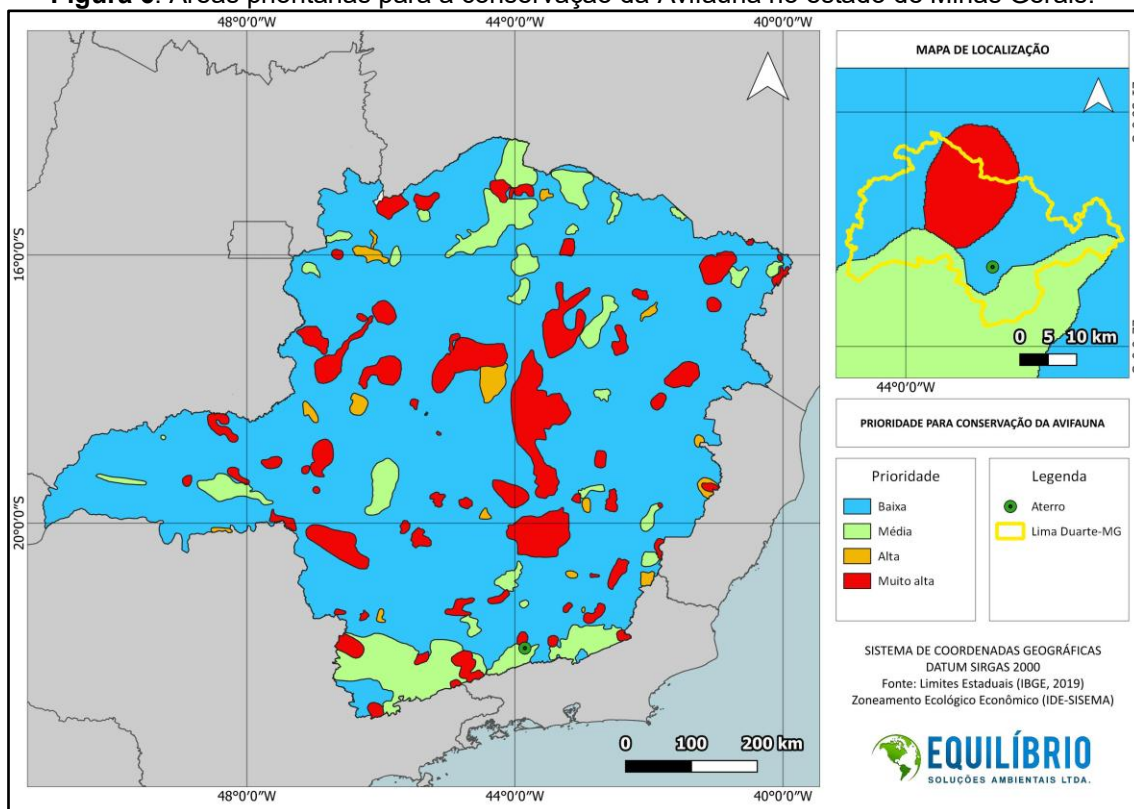 Figura 6: Áreas prioritárias para a conservação da Avifauna no estado de Minas Gerais.
48°0'0"W
44°0'0"W
40°0'0"W
16°0'0"S
20°0'0"S
0 100 200 km
48°0'0"W
44°0'0"W
40°0'0"W
MAPA DE LOCALIZAÇÃO
0 5 10 km
44°0'0"W
PRIORIDADE PARA CONSERVAÇÃO DA AVIFAUNA
Prioridade
Baixa
Média
Alta
Muito alta
Legenda
Aterro
Lima Duarte-MG
SISTEMA DE COORDENADAS GEOGRÁFICAS
DATUM SIRGAS 2000
Fonte: Limites Estaduais (IBGE, 2019)
Zoneamento Ecológico Econômico (IDE-SISEMA)
EQUILÍBRIO
SOLUÇÕES AMBIENTAIS LTDA.